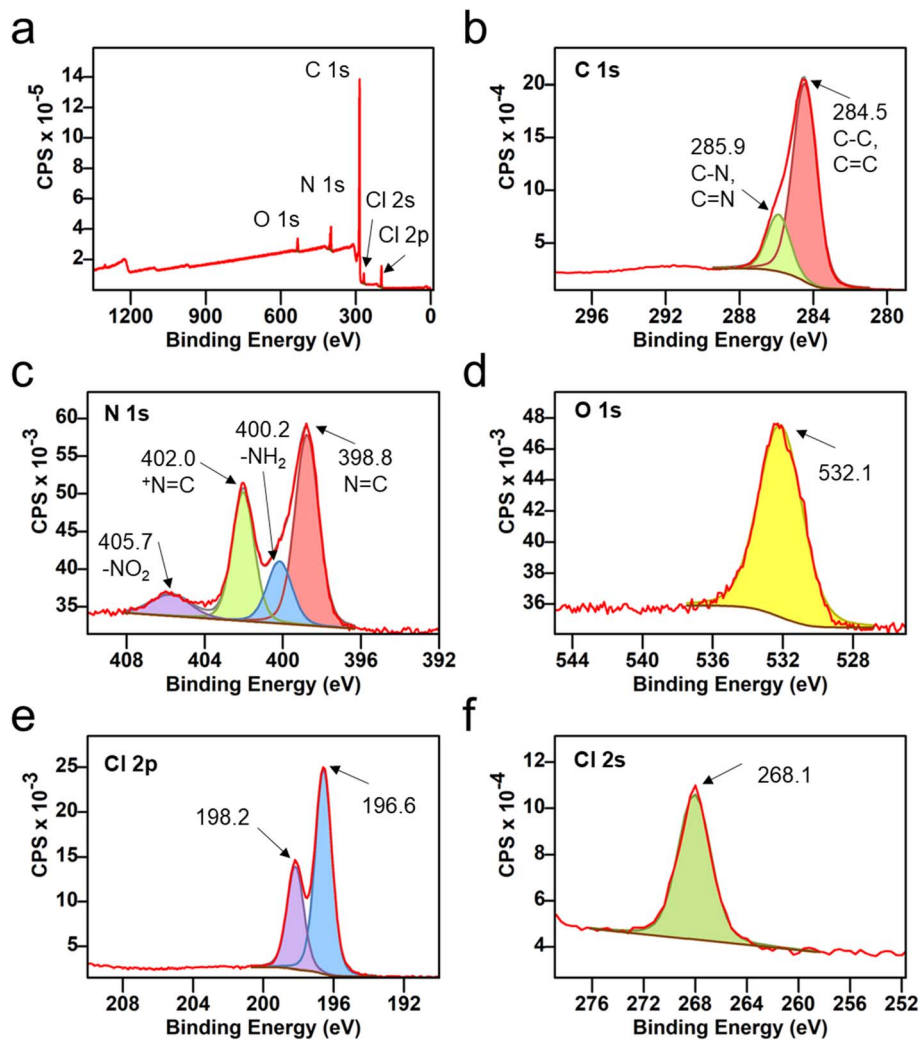 a
C 1s
N 1s
Cl 2s
O 1s
Cl 2p
CPS x 10⁻⁵
14
12
10
8
6
4
2
1200 900 600 300 0
Binding Energy (eV)
b
C 1s
284.5
C-C,
C=C
285.9
C-N,
C=N
CPS x 10⁻⁴
20
15
10
5
296 292 288 284 280
Binding Energy (eV)
c
N 1s
400.2
-NH₂
402.0
⁺N=C
398.8
N=C
405.7
-NO₂
CPS x 10⁻³
60
55
50
45
40
35
408 404 400 396 392
Binding Energy (eV)
d
O 1s
532.1
CPS x 10⁻³
48
46
44
42
40
38
36
544 540 536 532 528
Binding Energy (eV)
e
Cl 2p
196.6
198.2
CPS x 10⁻³
25
20
15
10
5
208 204 200 196 192
Binding Energy (eV)
f
Cl 2s
268.1
CPS x 10⁻⁴
12
10
8
6
4
276 272 268 264 260 256 252
Binding Energy (eV)